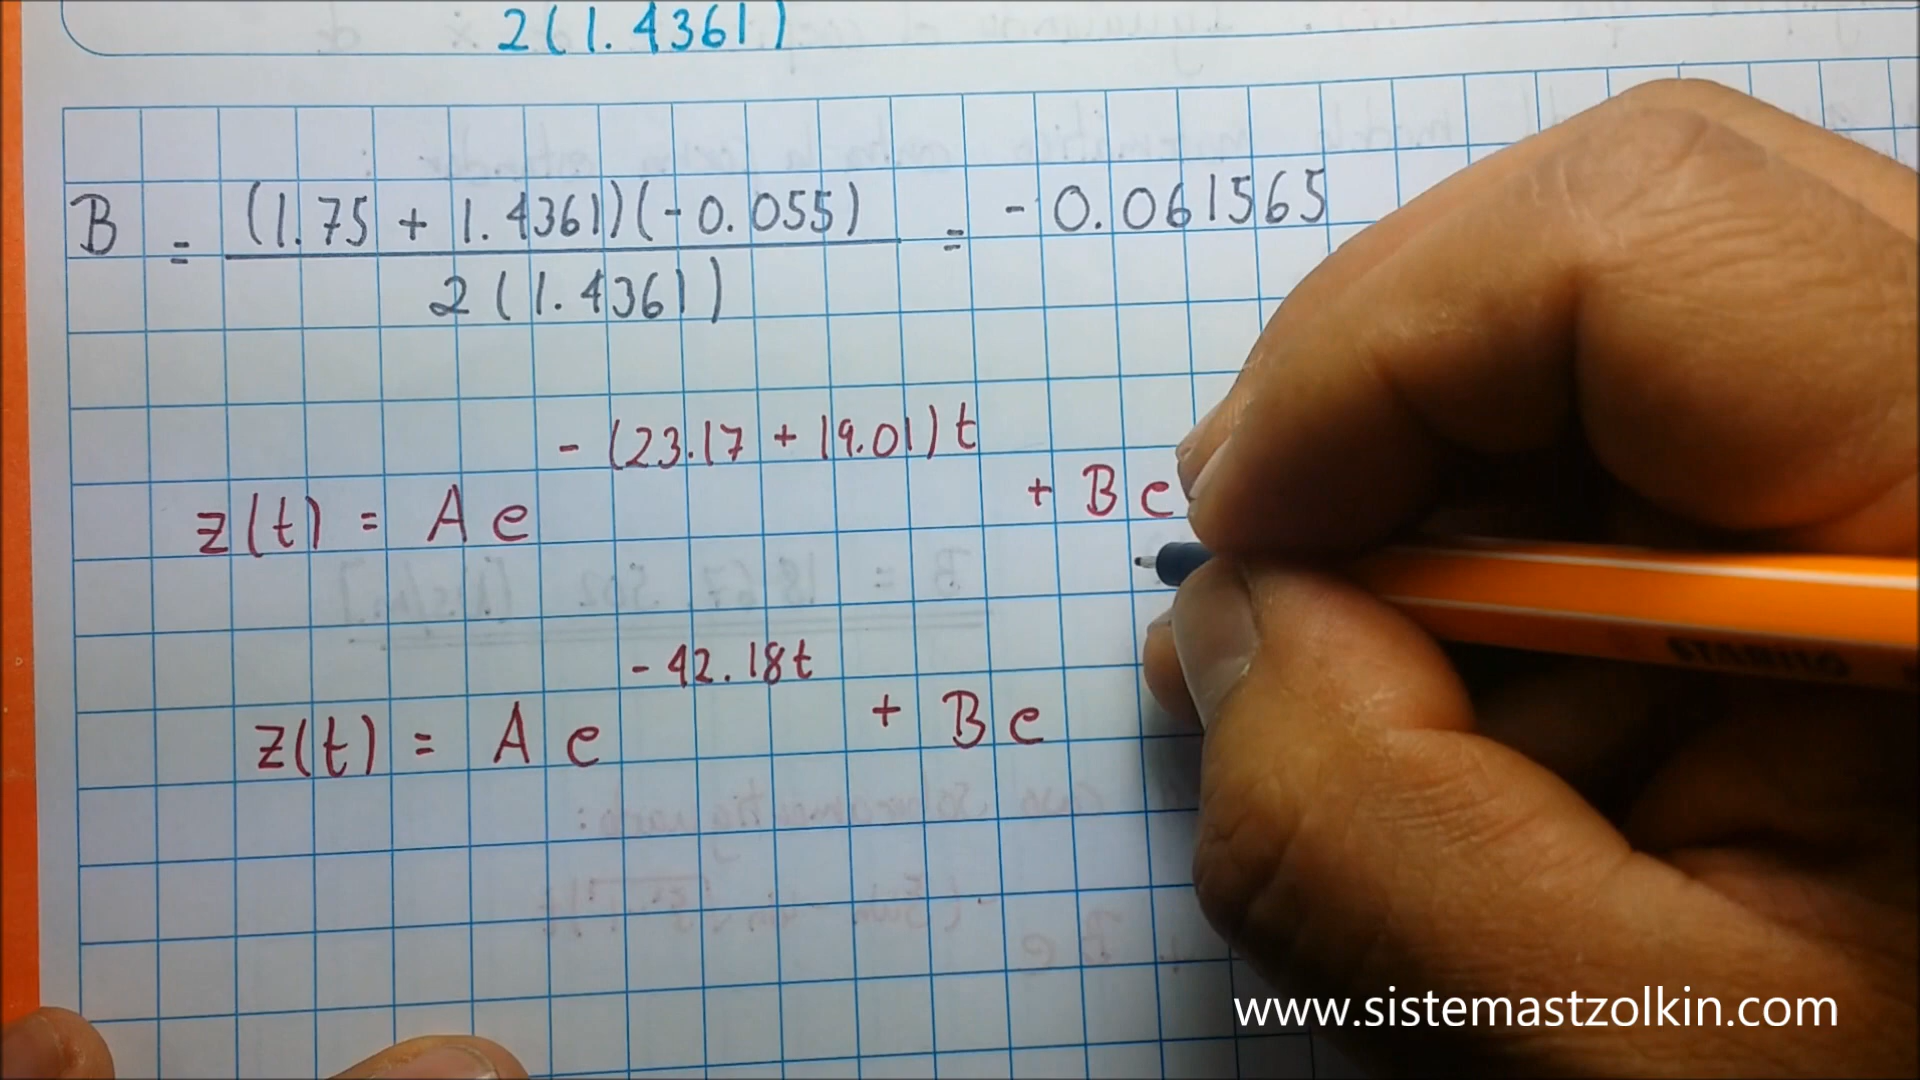 2(1.4361)
B = (1.75 + 1.4361)(-0.055) = -0.061565
2(1.4361)
-(23.17 + 19.01)t
z(t) = A e + B e
-42.18t
z(t) = A e + B e
www.sistemastzolkin.com